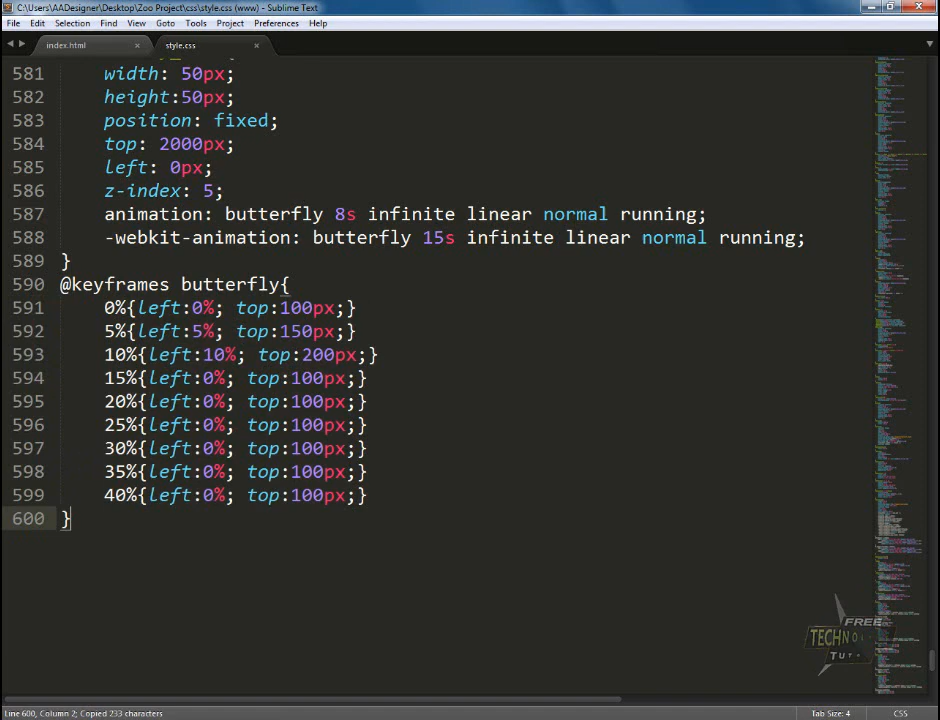 C:\Users\AADesigner\Desktop\Zoo Project\css\style.css (www) - Sublime Text
File Edit Selection Find View Goto Tools Project Preferences Help
index.html × style.css ×
581 width: 50px;
582 height:50px;
583 position: fixed;
584 top: 2000px;
585 left: 0px;
586 z-index: 5;
587 animation: butterfly 8s infinite linear normal running;
588 -webkit-animation: butterfly 15s infinite linear normal running;
589 }
590 @keyframes butterfly{
591 0%{left:0%; top:100px;}
592 5%{left:5%; top:150px;}
593 10%{left:10%; top:200px;}
594 15%{left:0%; top:100px;}
595 20%{left:0%; top:100px;}
596 25%{left:0%; top:100px;}
597 30%{left:0%; top:100px;}
598 35%{left:0%; top:100px;}
599 40%{left:0%; top:100px;}
600 }
FREE
Line 600, Column 2; Copied 233 characters Tab Size: 4 CSS